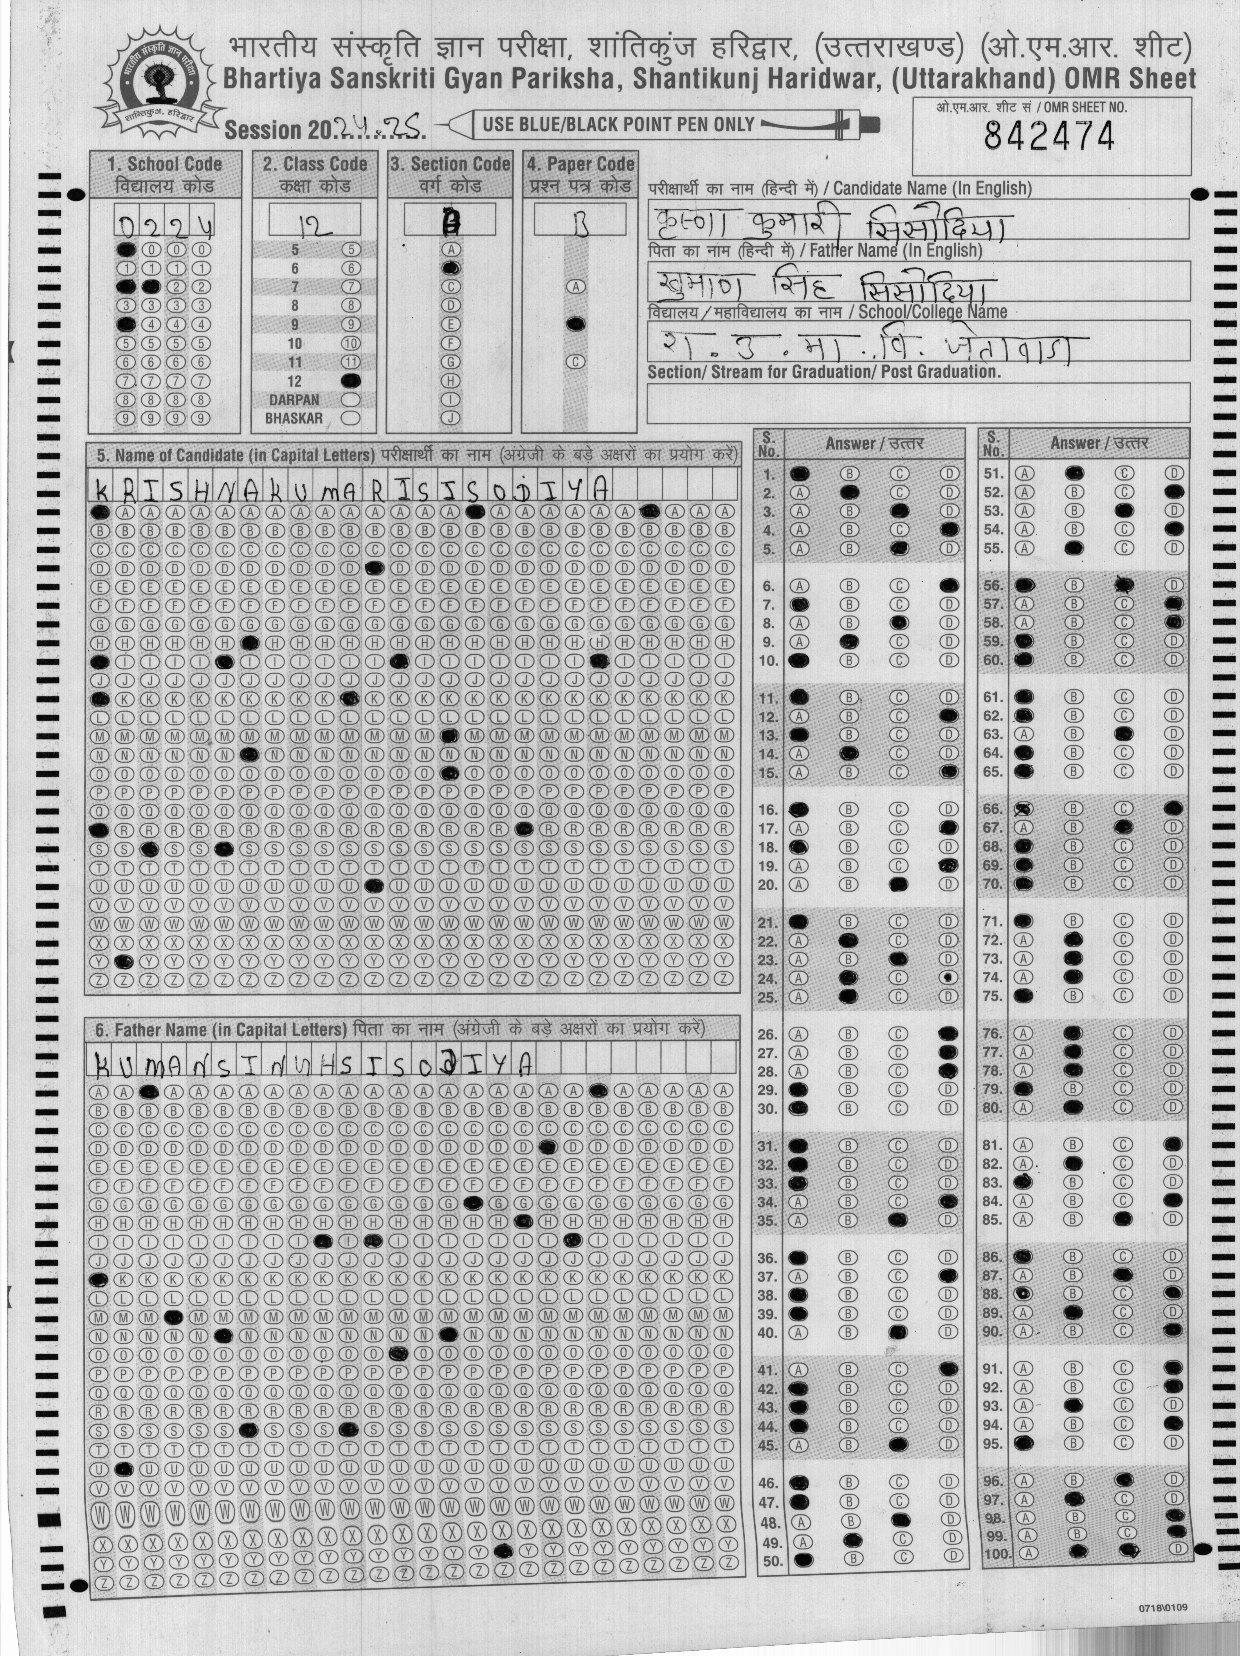 भारतीय संस्कृति ज्ञान परीक्षा, शांतिकुंज हरिद्वार, (उत्तराखण्ड) (ओ.एम.आर. शीट)
Bhartiya Sanskriti Gyan Pariksha, Shantikunj Haridwar, (Uttarakhand) OMR Sheet
Session 2024.25.
USE BLUE/BLACK POINT PEN ONLY
ओ.एम.आर. शीट सं / OMR SHEET NO.
842474
1. School Code
विद्यालय कोड
0224
2. Class Code
कक्षा कोड
12
5
6
7
8
9
10
11
12
DARPAN
BHASKAR
3. Section Code
वर्ग कोड
4. Paper Code
प्रश्न पत्र कोड
B
परीक्षार्थी का नाम (हिन्दी में) / Candidate Name (In English)
कृष्णा कुमारी सिसौदिया
पिता का नाम (हिन्दी में) / Father Name (In English)
खुमाण सिंह सिसौदिया
विद्यालय / महाविद्यालय का नाम / School/College Name
रा. उ. मा. वि. जेतावाडा
Section/ Stream for Graduation/ Post Graduation.
5. Name of Candidate (in Capital Letters) परीक्षार्थी का नाम (अंग्रेजी के बड़े अक्षरों का प्रयोग करें)
KRISHNAKUMARISISODIYA
6. Father Name (in Capital Letters) पिता का नाम (अंग्रेजी के बड़े अक्षरों का प्रयोग करें)
S. No. Answer / उत्तर
S. No. Answer / उत्तर
0718\0109